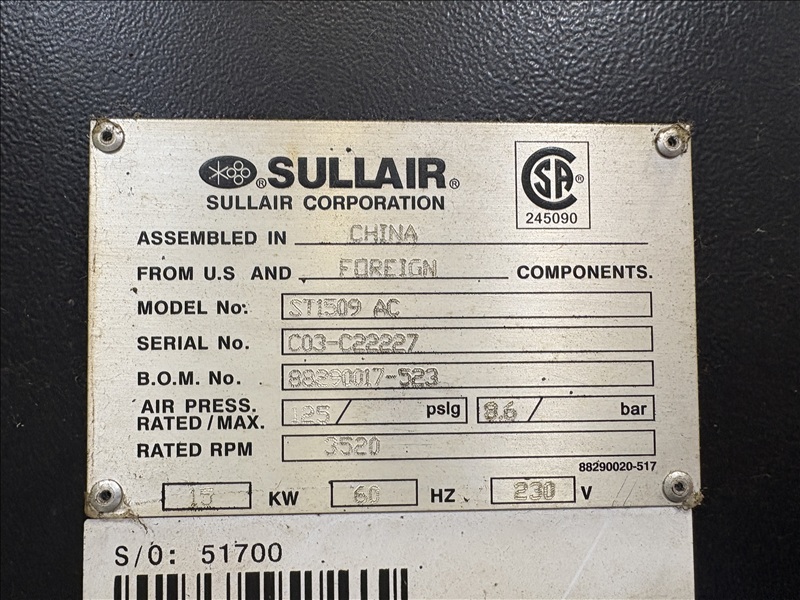 ® SULLAIR®
SULLAIR CORPORATION
CSA®
245090
ASSEMBLED IN CHINA
FROM U.S AND FOREIGN COMPONENTS.
MODEL No: ST1509 AC
SERIAL No. C03-C22227
B.O.M. No. 88290017-523
AIR PRESS. RATED/MAX. 125/ psig 8.6/ bar
RATED RPM 3520
88290020-517
15 KW 60 HZ 230 V
S/O: 51700